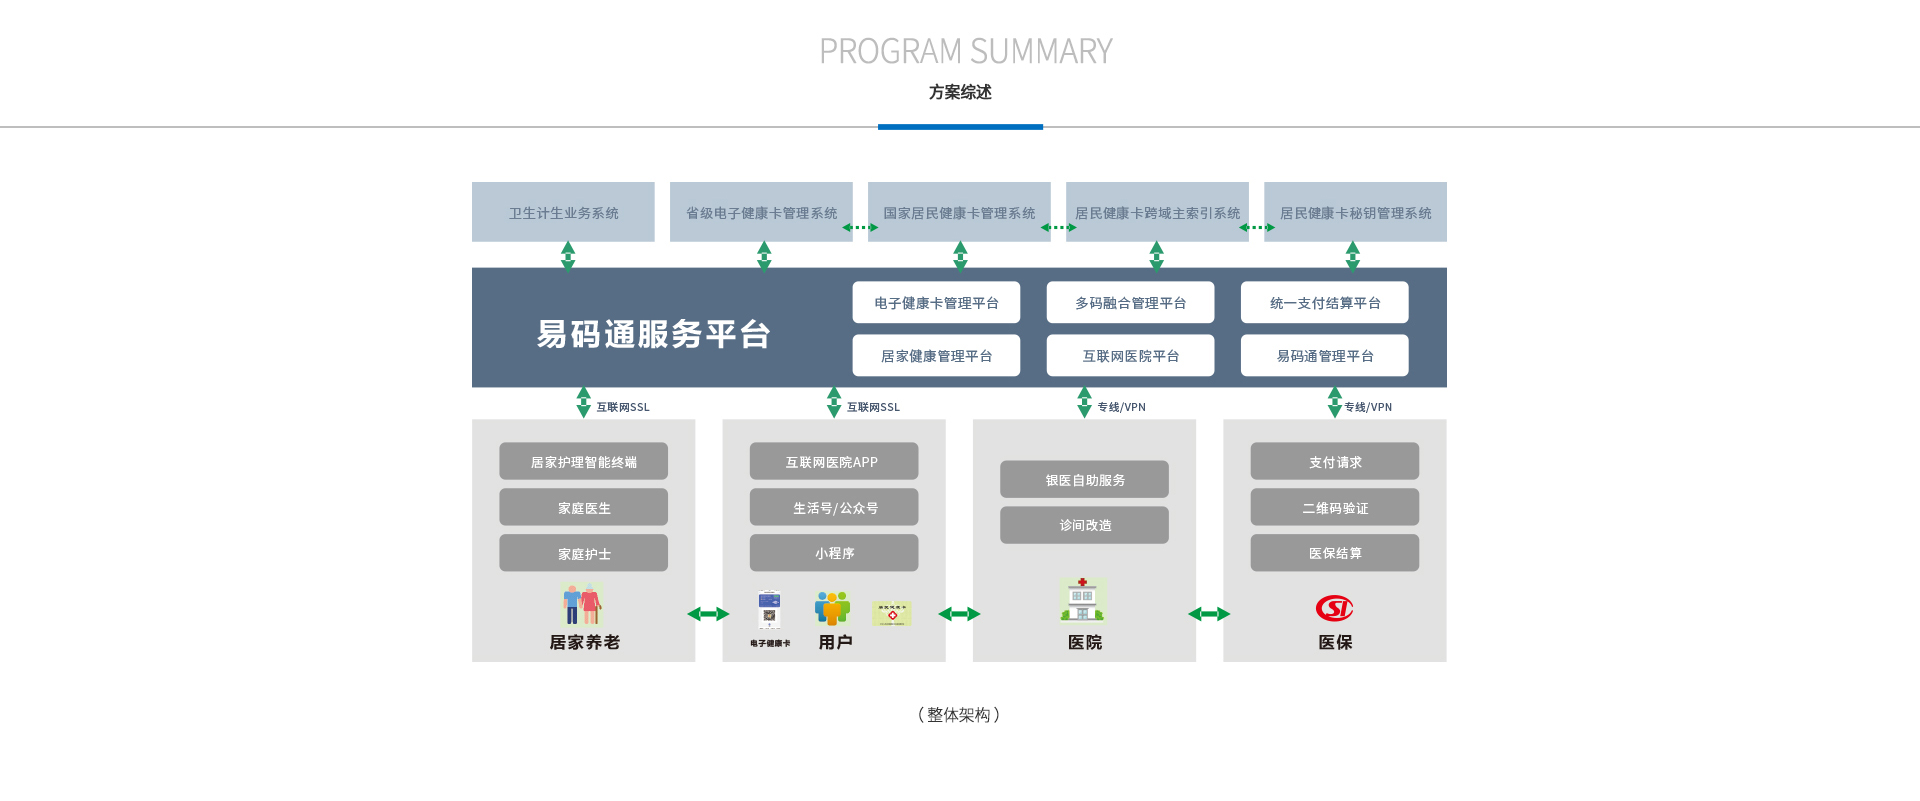 PROGRAM SUMMARY
方案综述
卫生计生业务系统
省级电子健康卡管理系统
国家居民健康卡管理系统
居民健康卡跨域主索引系统
居民健康卡秘钥管理系统
易码通服务平台
电子健康卡管理平台
多码融合管理平台
统一支付结算平台
居家健康管理平台
互联网医院平台
易码通管理平台
互联网SSL
互联网SSL
专线/VPN
专线/VPN
居家护理智能终端
家庭医生
家庭护士
居家养老
互联网医院APP
生活号/公众号
小程序
居民健康卡
电子健康卡
用户
银医自助服务
诊间改造
医院
支付请求
二维码验证
医保结算
医保
（整体架构）